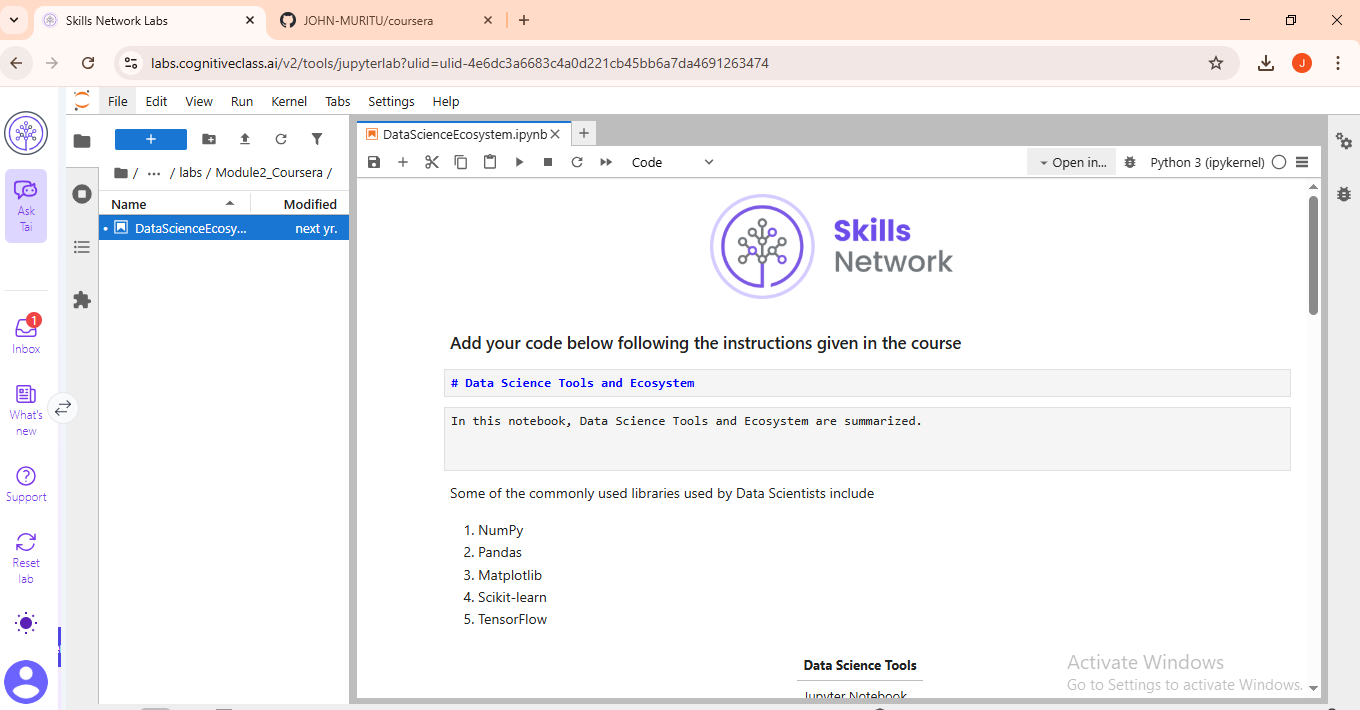 Skills Network Labs
JOHN-MURITU/coursera
labs.cognitiveclass.ai/v2/tools/jupyterlab?ulid=ulid-4e6dc3a6683c4a0d221cb45bb6a7da4691263474
J
File Edit View Run Kernel Tabs Settings Help
Ask
Tai
1
Inbox
What's
new
Support
Reset
lab
/ ... / labs / Module2_Coursera /
Name Modified
DataScienceEcosy... next yr.
DataScienceEcosystem.ipynb
Code
Open in...
Python 3 (ipykernel)
Skills
Network
Add your code below following the instructions given in the course
# Data Science Tools and Ecosystem
In this notebook, Data Science Tools and Ecosystem are summarized.
Some of the commonly used libraries used by Data Scientists include
1. NumPy
2. Pandas
3. Matplotlib
4. Scikit-learn
5. TensorFlow
Data Science Tools
Jupyter Notebook
Activate Windows
Go to Settings to activate Windows.